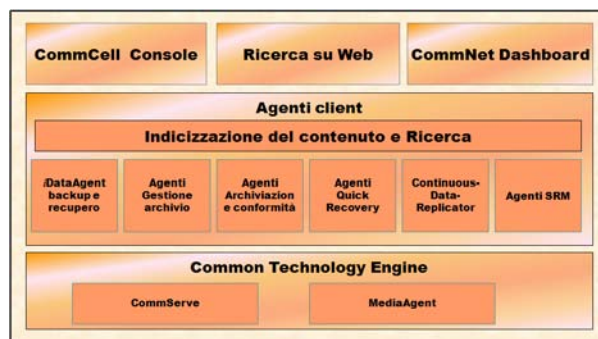 CommCell Console
Ricerca su Web
CommNet Dashboard
Agenti client
Indicizzazione del contenuto e Ricerca
iDataAgent
backup e
recupero
Agenti
Gestione
archivio
Agenti
Archiviazion
e conformità
Agenti
Quick
Recovery
Continuous-
Data-
Replicator
Agenti SRM
Common Technology Engine
CommServe
MediaAgent